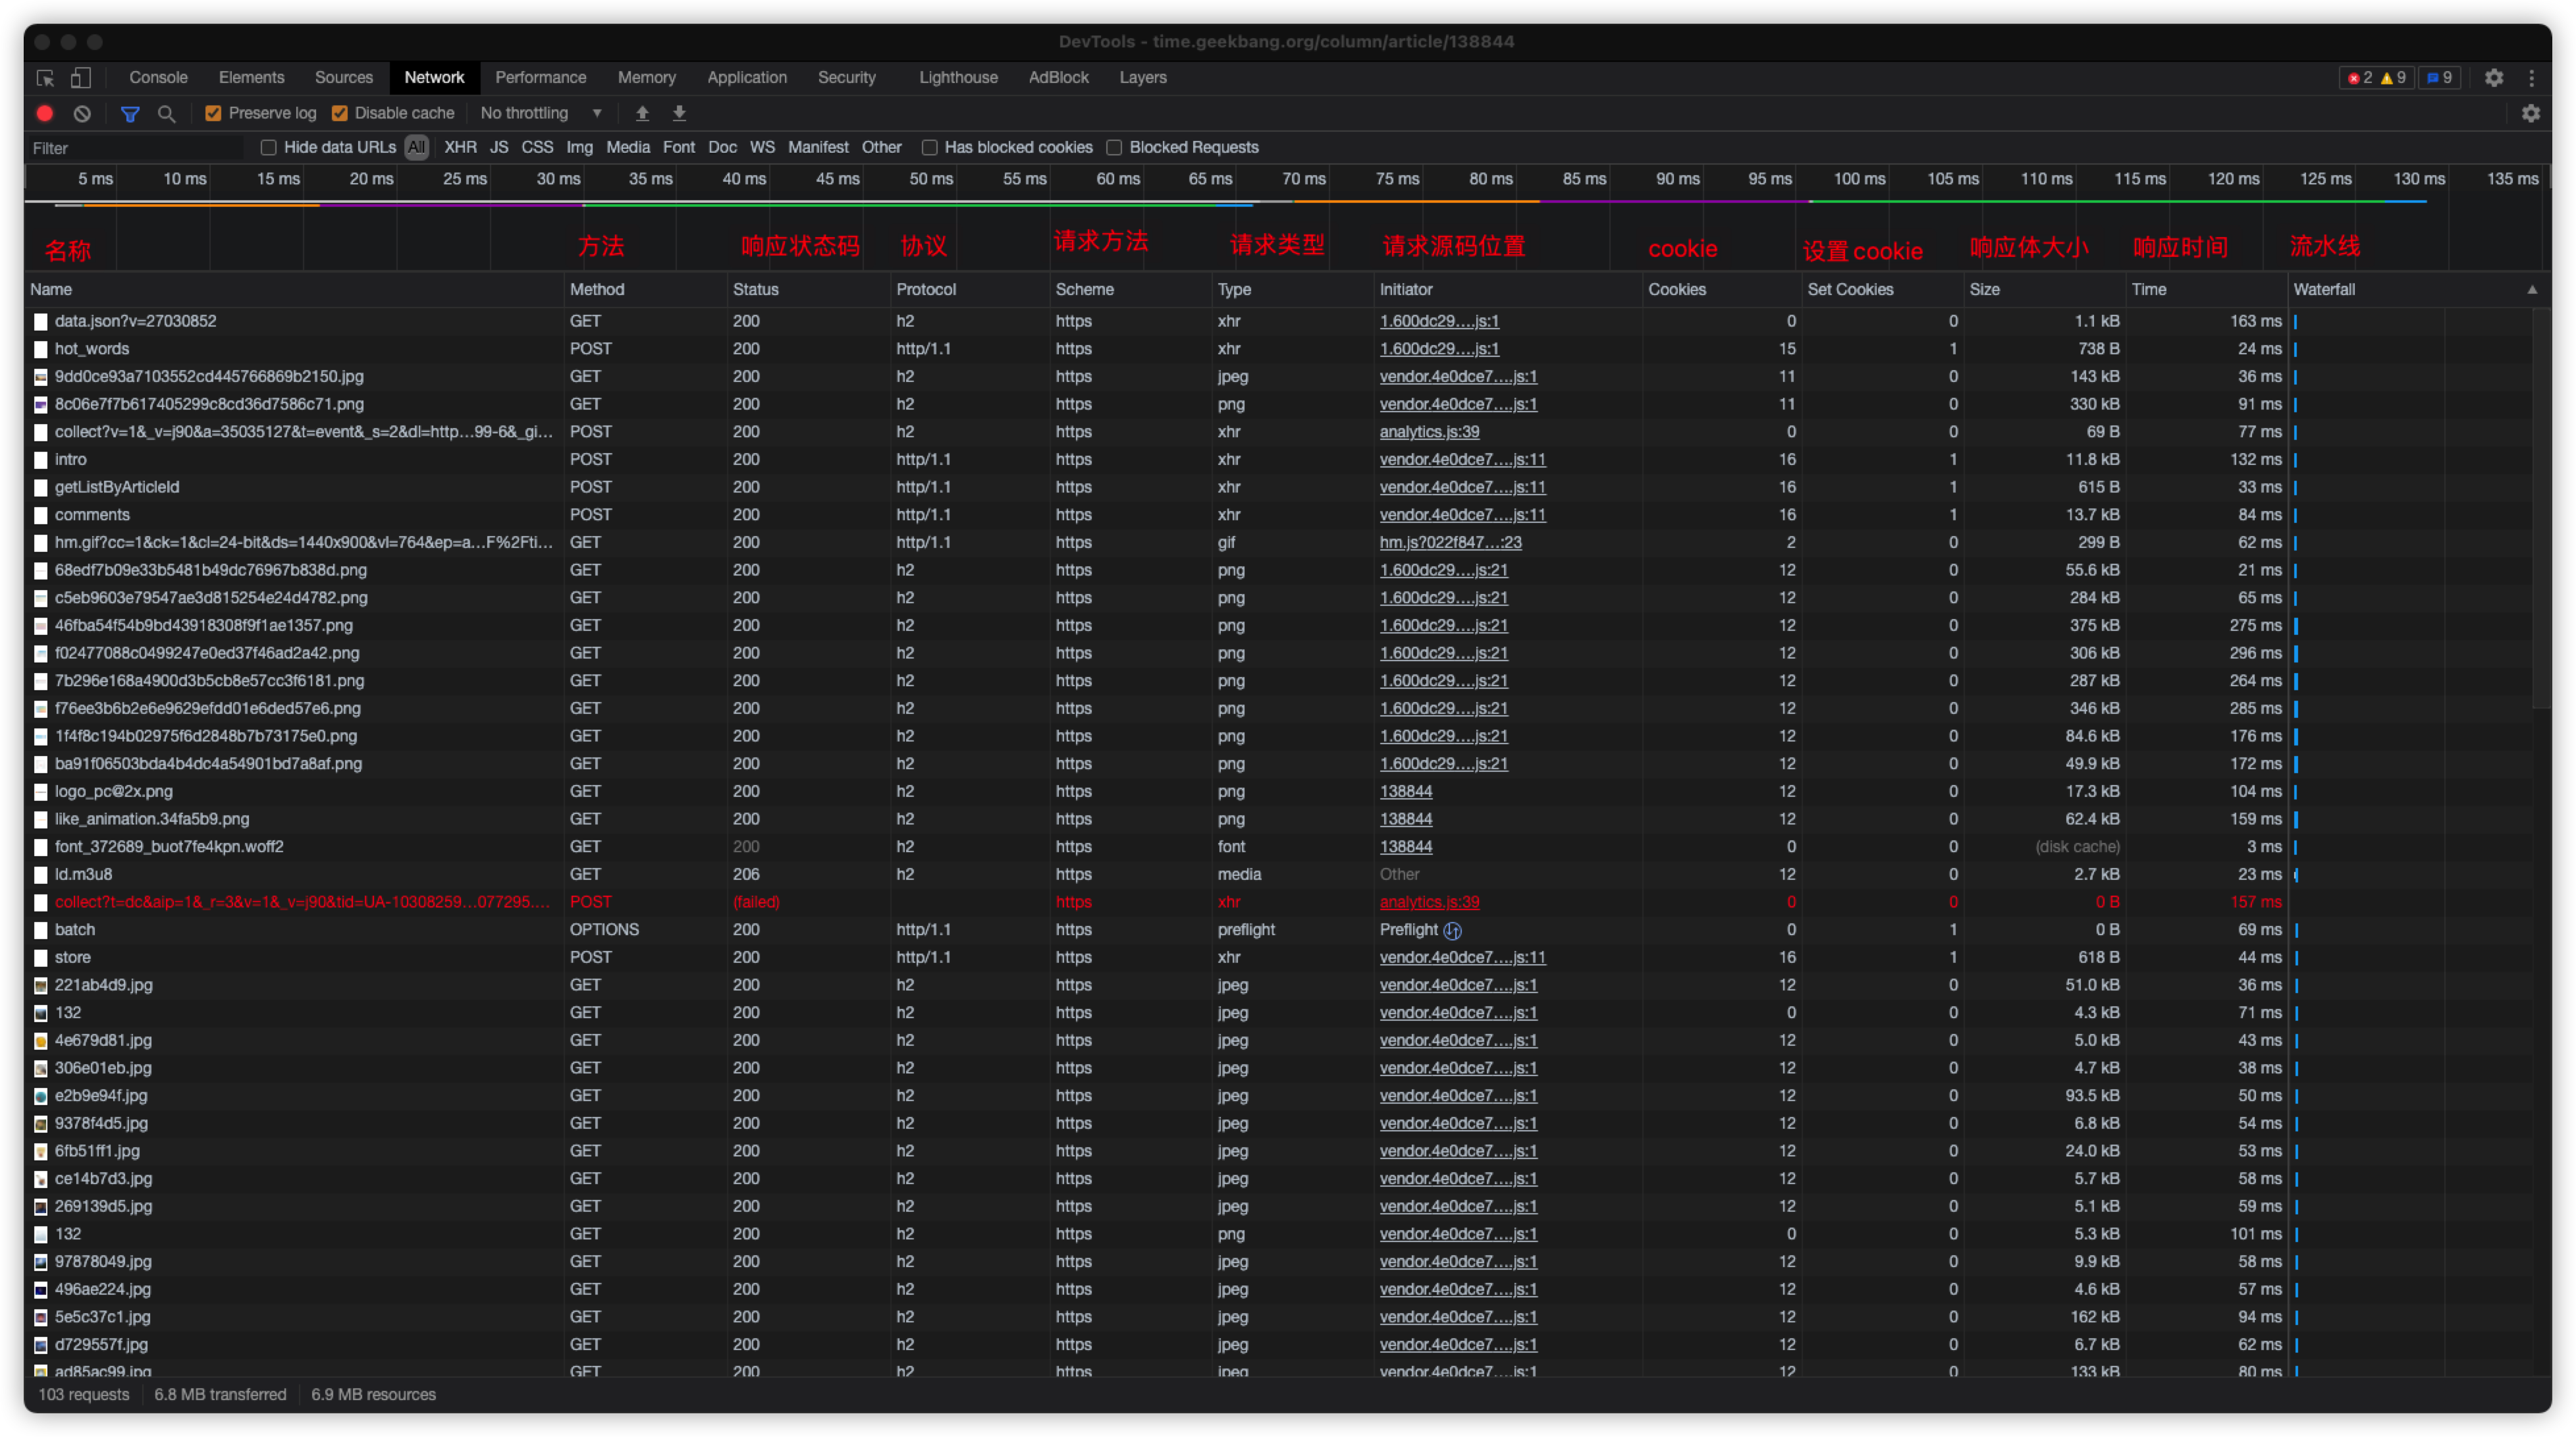 DevTools - time.geekbang.org/column/article/138844
Console Elements Sources Network Performance Memory Application Security Lighthouse AdBlock Layers 2 9 9
Preserve log Disable cache No throttling
Filter Hide data URLs All XHR JS CSS Img Media Font Doc WS Manifest Other Has blocked cookies Blocked Requests
5 ms 10 ms 15 ms 20 ms 25 ms 30 ms 35 ms 40 ms 45 ms 50 ms 55 ms 60 ms 65 ms 70 ms 75 ms 80 ms 85 ms 90 ms 95 ms 100 ms 105 ms 110 ms 115 ms 120 ms 125 ms 130 ms 135 ms
名称 方法 响应状态码 协议 请求方法 请求类型 请求源码位置 cookie 设置cookie 响应体大小 响应时间 流水线
Name Method Status Protocol Scheme Type Initiator Cookies Set Cookies Size Time Waterfall
data.json?v=27030852 GET 200 h2 https xhr 1.600dc29....js:1 0 0 1.1 kB 163 ms
hot_words POST 200 http/1.1 https xhr 1.600dc29....js:1 15 1 738 B 24 ms
9dd0ce93a7103552cd445766869b2150.jpg GET 200 h2 https jpeg vendor.4e0dce7....js:1 11 0 143 kB 36 ms
8c06e7f7b617405299c8cd36d7586c71.png GET 200 h2 https png vendor.4e0dce7....js:1 11 0 330 kB 91 ms
collect?v=1&_v=j90&a=35035127&t=event&_s=2&dl=http...99-6&_gi... POST 200 h2 https xhr analytics.js:39 0 0 69 B 77 ms
intro POST 200 http/1.1 https xhr vendor.4e0dce7....js:11 16 1 11.8 kB 132 ms
getListByArticleId POST 200 http/1.1 https xhr vendor.4e0dce7....js:11 16 1 615 B 33 ms
comments POST 200 http/1.1 https xhr vendor.4e0dce7....js:11 16 1 13.7 kB 84 ms
hm.gif?cc=1&ck=1&cl=24-bit&ds=1440x900&vl=764&ep=a...F%2Fti... GET 200 http/1.1 https gif hm.js?022f847...:23 2 0 299 B 62 ms
68edf7b09e33b5481b49dc76967b838d.png GET 200 h2 https png 1.600dc29....js:21 12 0 55.6 kB 21 ms
c5eb9603e79547ae3d815254e24d4782.png GET 200 h2 https png 1.600dc29....js:21 12 0 284 kB 65 ms
46fba54f54b9bd43918308f9f1ae1357.png GET 200 h2 https png 1.600dc29....js:21 12 0 375 kB 275 ms
f02477088c0499247e0ed37f46ad2a42.png GET 200 h2 https png 1.600dc29....js:21 12 0 306 kB 296 ms
7b296e168a4900d3b5cb8e57cc3f6181.png GET 200 h2 https png 1.600dc29....js:21 12 0 287 kB 264 ms
f76ee3b6b2e6e9629efdd01e6ded57e6.png GET 200 h2 https png 1.600dc29....js:21 12 0 346 kB 285 ms
1f4f8c194b02975f6d2848b7b73175e0.png GET 200 h2 https png 1.600dc29....js:21 12 0 84.6 kB 176 ms
ba91f06503bda4b4dc4a54901bd7a8af.png GET 200 h2 https png 1.600dc29....js:21 12 0 49.9 kB 172 ms
logo_pc@2x.png GET 200 h2 https png 138844 12 0 17.3 kB 104 ms
like_animation.34fa5b9.png GET 200 h2 https png 138844 12 0 62.4 kB 159 ms
font_372689_buot7fe4kpn.woff2 GET 200 h2 https font 138844 0 0 (disk cache) 3 ms
ld.m3u8 GET 206 h2 https media Other 12 0 2.7 kB 23 ms
collect?t=dc&aip=1&_r=3&v=1&_v=j90&tid=UA-10308259...077295.... POST (failed) https xhr analytics.js:39 0 0 0 B 157 ms
batch OPTIONS 200 http/1.1 https preflight Preflight 0 1 0 B 69 ms
store POST 200 http/1.1 https xhr vendor.4e0dce7....js:11 16 1 618 B 44 ms
221ab4d9.jpg GET 200 h2 https jpeg vendor.4e0dce7....js:1 12 0 51.0 kB 36 ms
132 GET 200 h2 https jpeg vendor.4e0dce7....js:1 0 0 4.3 kB 71 ms
4e679d81.jpg GET 200 h2 https jpeg vendor.4e0dce7....js:1 12 0 5.0 kB 43 ms
306e01eb.jpg GET 200 h2 https jpeg vendor.4e0dce7....js:1 12 0 4.7 kB 38 ms
e2b9e94f.jpg GET 200 h2 https jpeg vendor.4e0dce7....js:1 12 0 93.5 kB 50 ms
9378f4d5.jpg GET 200 h2 https jpeg vendor.4e0dce7....js:1 12 0 6.8 kB 54 ms
6fb51ff1.jpg GET 200 h2 https jpeg vendor.4e0dce7....js:1 12 0 24.0 kB 53 ms
ce14b7d3.jpg GET 200 h2 https jpeg vendor.4e0dce7....js:1 12 0 5.7 kB 58 ms
269139d5.jpg GET 200 h2 https jpeg vendor.4e0dce7....js:1 12 0 5.1 kB 59 ms
132 GET 200 h2 https png vendor.4e0dce7....js:1 0 0 5.3 kB 101 ms
97878049.jpg GET 200 h2 https jpeg vendor.4e0dce7....js:1 12 0 9.9 kB 58 ms
496ae224.jpg GET 200 h2 https jpeg vendor.4e0dce7....js:1 12 0 4.6 kB 57 ms
5e5c37c1.jpg GET 200 h2 https jpeg vendor.4e0dce7....js:1 12 0 162 kB 94 ms
d729557f.jpg GET 200 h2 https jpeg vendor.4e0dce7....js:1 12 0 6.7 kB 62 ms
ad85ac99.jpg GET 200 h2 https jpeg vendor.4e0dce7....js:1 12 0 133 kB 80 ms
103 requests 6.8 MB transferred 6.9 MB resources